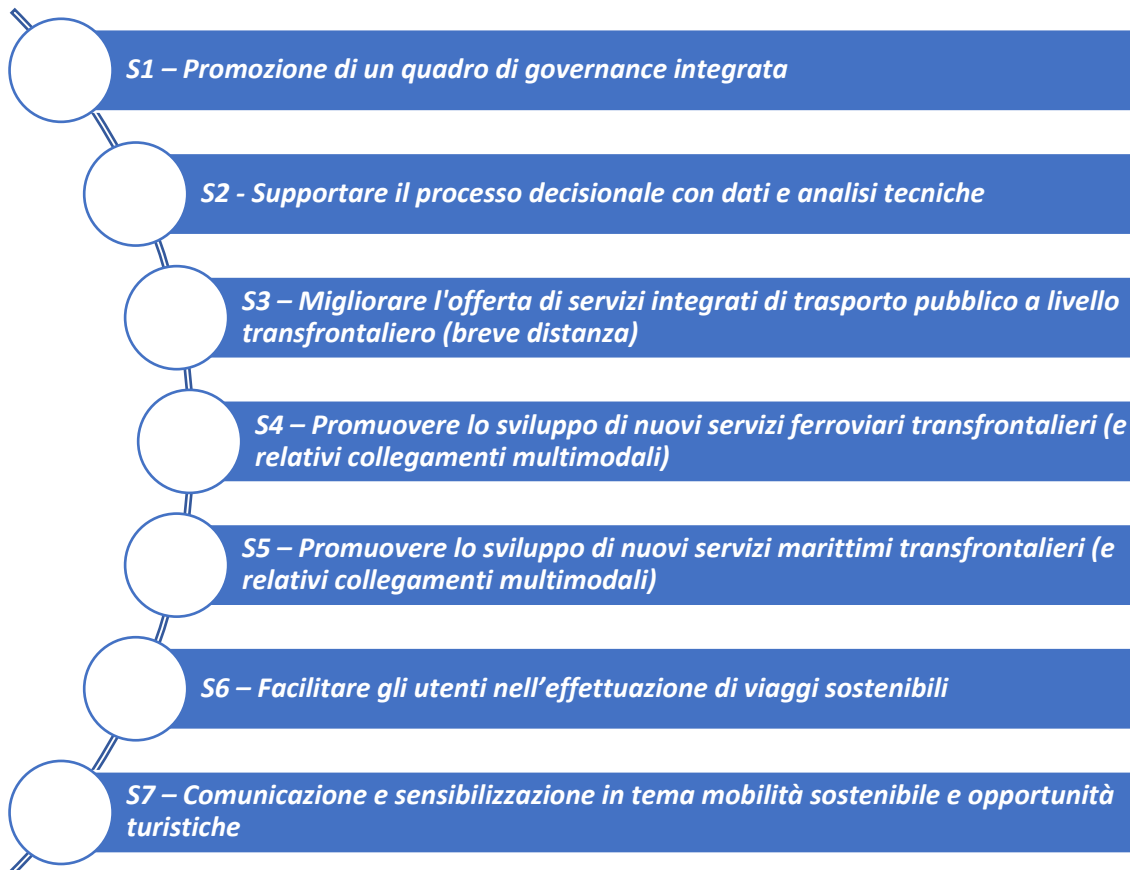 S1 – Promozione di un quadro di governance integrata
S2 - Supportare il processo decisionale con dati e analisi tecniche
S3 – Migliorare l'offerta di servizi integrati di trasporto pubblico a livello
transfrontaliero (breve distanza)
S4 – Promuovere lo sviluppo di nuovi servizi ferroviari transfrontalieri (e
relativi collegamenti multimodali)
S5 – Promuovere lo sviluppo di nuovi servizi marittimi transfrontalieri (e
relativi collegamenti multimodali)
S6 – Facilitare gli utenti nell’effettuazione di viaggi sostenibili
S7 – Comunicazione e sensibilizzazione in tema mobilità sostenibile e opportunità
turistiche